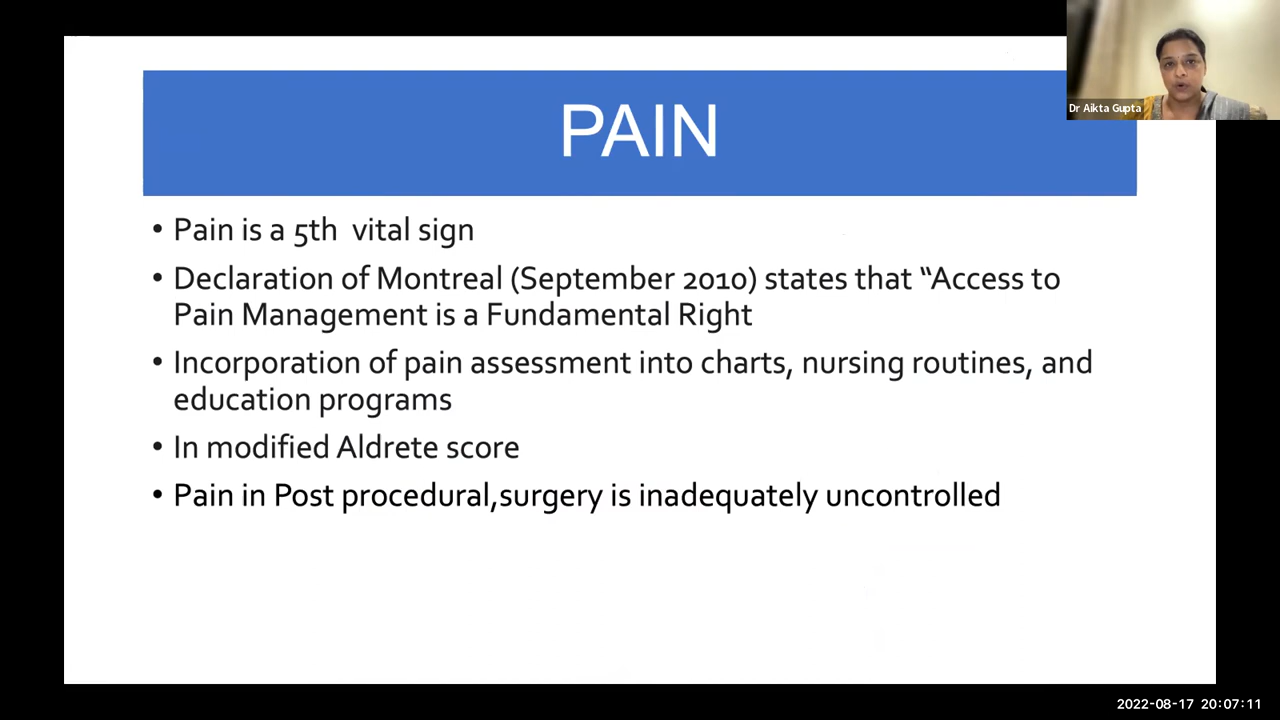 PAIN
Dr Aikta Gupta
• Pain is a 5th vital sign
• Declaration of Montreal (September 2010) states that “Access to
Pain Management is a Fundamental Right
• Incorporation of pain assessment into charts, nursing routines, and
education programs
• In modified Aldrete score
• Pain in Post procedural,surgery is inadequately uncontrolled
2022-08-17 20:07:11